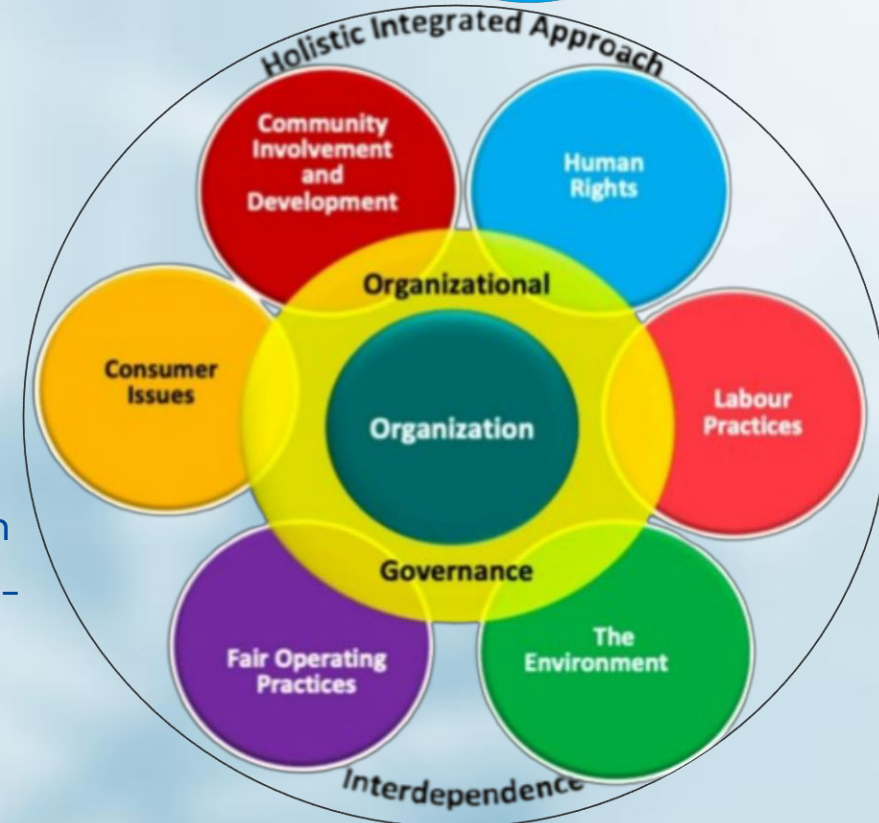 Holistic Integrated Approach
Community
Involvement
and
Development
Human
Rights
Organizational
Consumer
Issues
Organization
Labour
Practices
Governance
Fair Operating
Practices
The
Environment
Interdependence